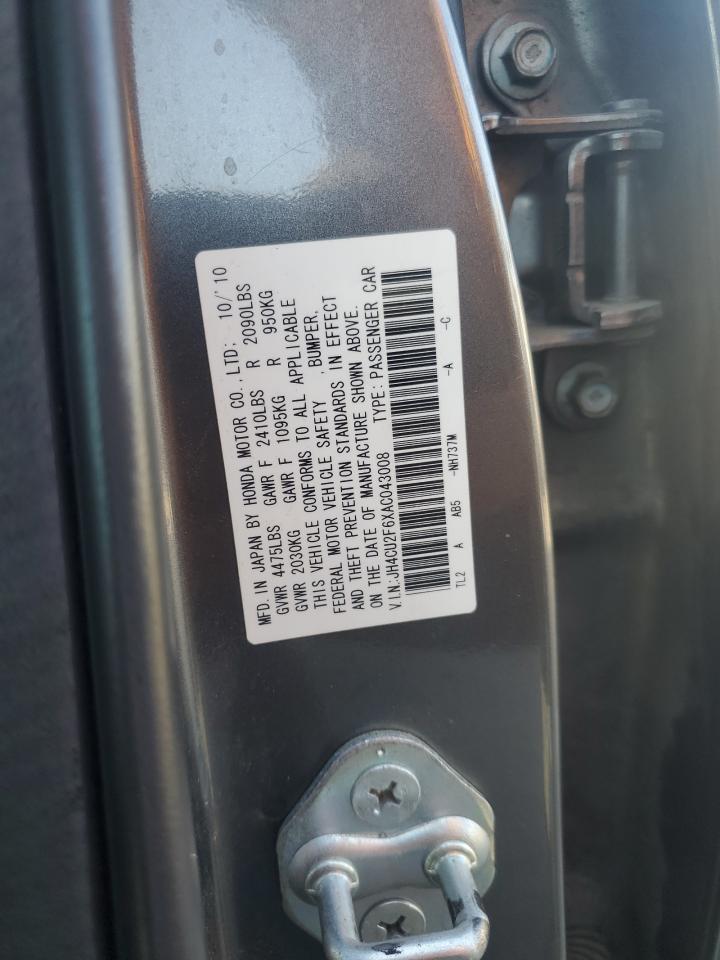 MFD. IN JAPAN BY HONDA MOTOR CO., LTD: 10/'10
GVWR 4475LBS GAWR F 2410LBS R 2090LBS
GVWR 2030KG GAWR F 1095KG R 950KG
THIS VEHICLE CONFORMS TO ALL APPLICABLE
FEDERAL MOTOR VEHICLE SAFETY, BUMPER,
AND THEFT PREVENTION STANDARDS IN EFFECT
ON THE DATE OF MANUFACTURE SHOWN ABOVE.
V.I.N.:JH4CU2F6XAC043008 TYPE: PASSENGER CAR
TL2 A AB5 -NH737M -A -C